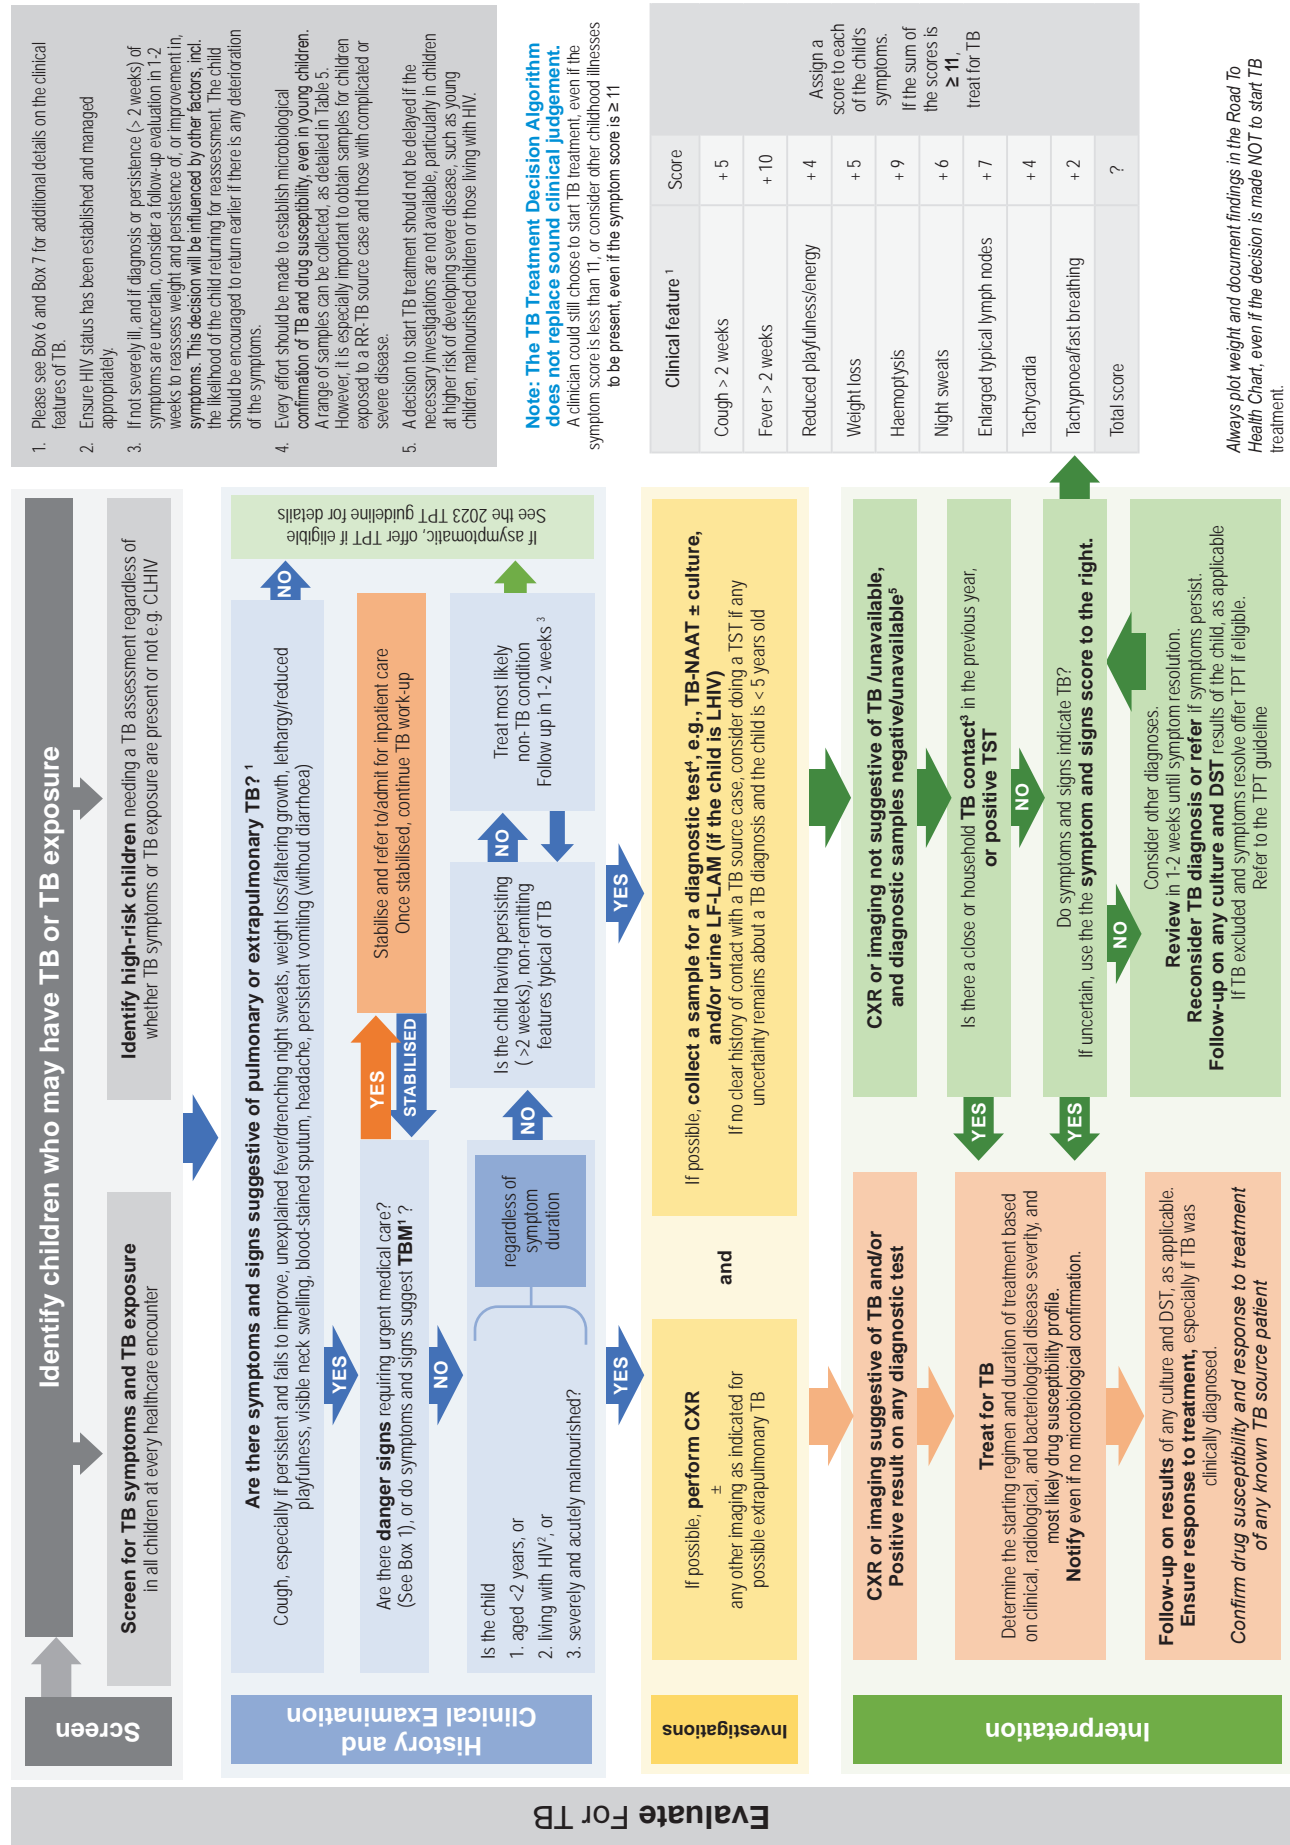 Evaluate For TB
Screen
Identify children who may have TB or TB exposure
Screen for TB symptoms and TB exposure
in all children at every healthcare encounter
Identify high-risk children needing a TB assessment regardless of
whether TB symptoms or TB exposure are present or not e.g. CLHIV
History and
Clinical Examination
Are there symptoms and signs suggestive of pulmonary or extrapulmonary TB? 1
Cough, especially if persistent and fails to improve, unexplained fever/drenching night sweats, weight loss/faltering growth, lethargy/reduced
playfulness, visible neck swelling, blood-stained sputum, headache, persistent vomiting (without diarrhoea)
NO
If asymptomatic, offer TPT if eligible
See the 2023 TPT guideline for details
YES
Are there danger signs requiring urgent medical care?
(See Box 1), or do symptoms and signs suggest TBM1 ?
YES
STABILISED
Stabilise and refer to/admit for inpatient care
Once stabilised, continue TB work-up
NO
Is the child
1. aged <2 years, or
2. living with HIV2, or
3. severely and acutely malnourished?
regardless of
symptom
duration
NO
Is the child having persisting
( >2 weeks), non-remitting
features typical of TB
NO
Treat most likely
non-TB condition
Follow up in 1-2 weeks 3
YES
YES
Investigations
If possible, perform CXR
±
any other imaging as indicated for
possible extrapulmonary TB
and
If possible, collect a sample for a diagnostic test4, e.g., TB-NAAT ± culture,
and/or urine LF-LAM (if the child is LHIV)
If no clear history of contact with a TB source case, consider doing a TST if any
uncertainty remains about a TB diagnosis and the child is < 5 years old
Interpretation
CXR or imaging suggestive of TB and/or
Positive result on any diagnostic test
Treat for TB
Determine the starting regimen and duration of treatment based
on clinical, radiological, and bacteriological disease severity, and
most likely drug susceptibility profile.
Notify even if no microbiological confirmation.
Follow-up on results of any culture and DST, as applicable.
Ensure response to treatment, especially if TB was
clinically diagnosed.
Confirm drug susceptibility and response to treatment
of any known TB source patient
CXR or imaging not suggestive of TB /unavailable,
and diagnostic samples negative/unavailable5
Is there a close or household TB contact3 in the previous year,
or positive TST
YES
NO
Do symptoms and signs indicate TB?
If uncertain, use the the symptom and signs score to the right.
YES
NO
Consider other diagnoses.
Review in 1-2 weeks until symptom resolution.
Reconsider TB diagnosis or refer if symptoms persist.
Follow-up on any culture and DST results of the child, as applicable
If TB excluded and symptoms resolve offer TPT if eligible.
Refer to the TPT guideline
1. Please see Box 6 and Box 7 for additional details on the clinical
features of TB.
2. Ensure HIV status has been established and managed
appropriately.
3. If not severely ill, and if diagnosis or persistence (> 2 weeks) of
symptoms are uncertain, consider a follow-up evaluation in 1-2
weeks to reassess weight and persistence of, or improvement in,
symptoms. This decision will be influenced by other factors, incl.
the likelihood of the child returning for reassessment. The child
should be encouraged to return earlier if there is any deterioration
of the symptoms.
4. Every effort should be made to establish microbiological
confirmation of TB and drug susceptibility, even in young children.
A range of samples can be collected, as detailed in Table 5.
However, it is especially important to obtain samples for children
exposed to a RR-TB source case and those with complicated or
severe disease.
5. A decision to start TB treatment should not be delayed if the
necessary investigations are not available, particularly in children
at higher risk of developing severe disease, such as young
children, malnourished children or those living with HIV.
Note: The TB Treatment Decision Algorithm
does not replace sound clinical judgement.
A clinician could still choose to start TB treatment, even if the
symptom score is less than 11, or consider other childhood illnesses
to be present, even if the symptom score is ≥ 11
Clinical feature 1 Score
Cough > 2 weeks + 5
Fever > 2 weeks + 10
Reduced playfulness/energy + 4
Weight loss + 5
Haemoptysis + 9
Night sweats + 6
Enlarged typical lymph nodes + 7
Tachycardia + 4
Tachypnoea/fast breathing + 2
Total score ?
Assign a
score to each
of the child's
symptoms.
If the sum of
the scores is
≥ 11,
treat for TB
Always plot weight and document findings in the Road To
Health Chart, even if the decision is made NOT to start TB
treatment.